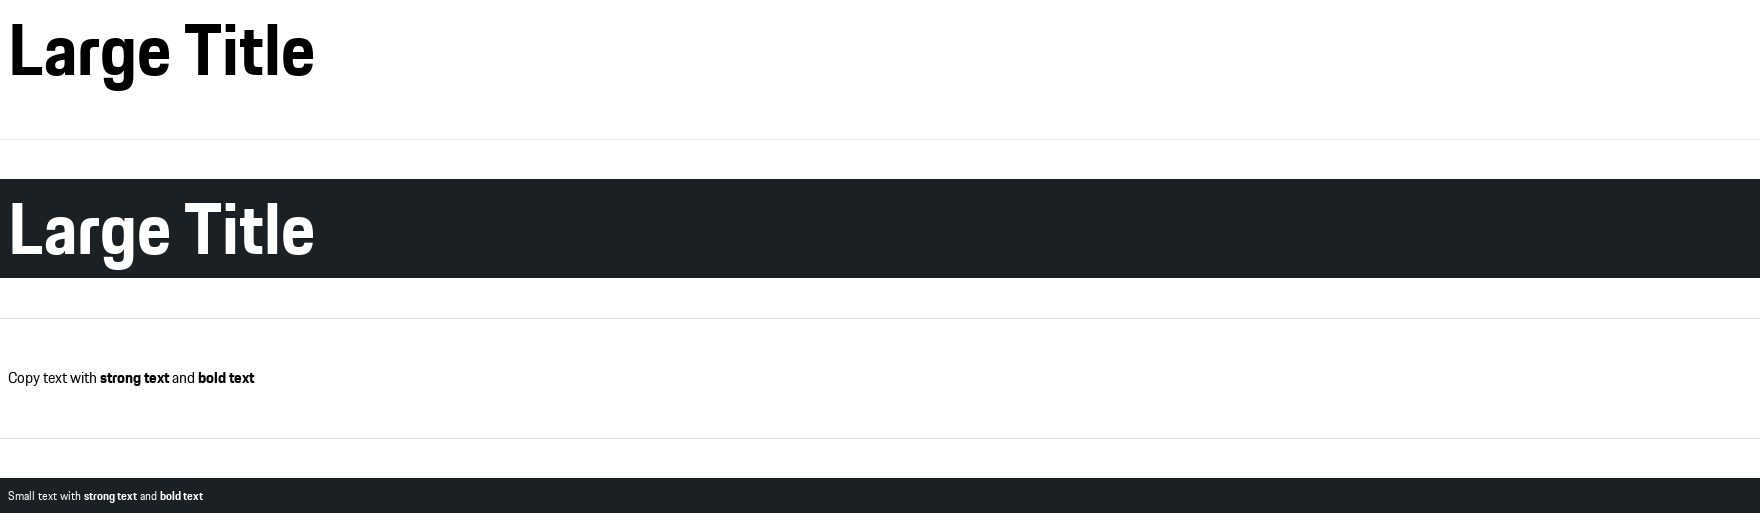 Large Title
Large Title
Copy text with strong text and bold text
Small text with strong text and bold text